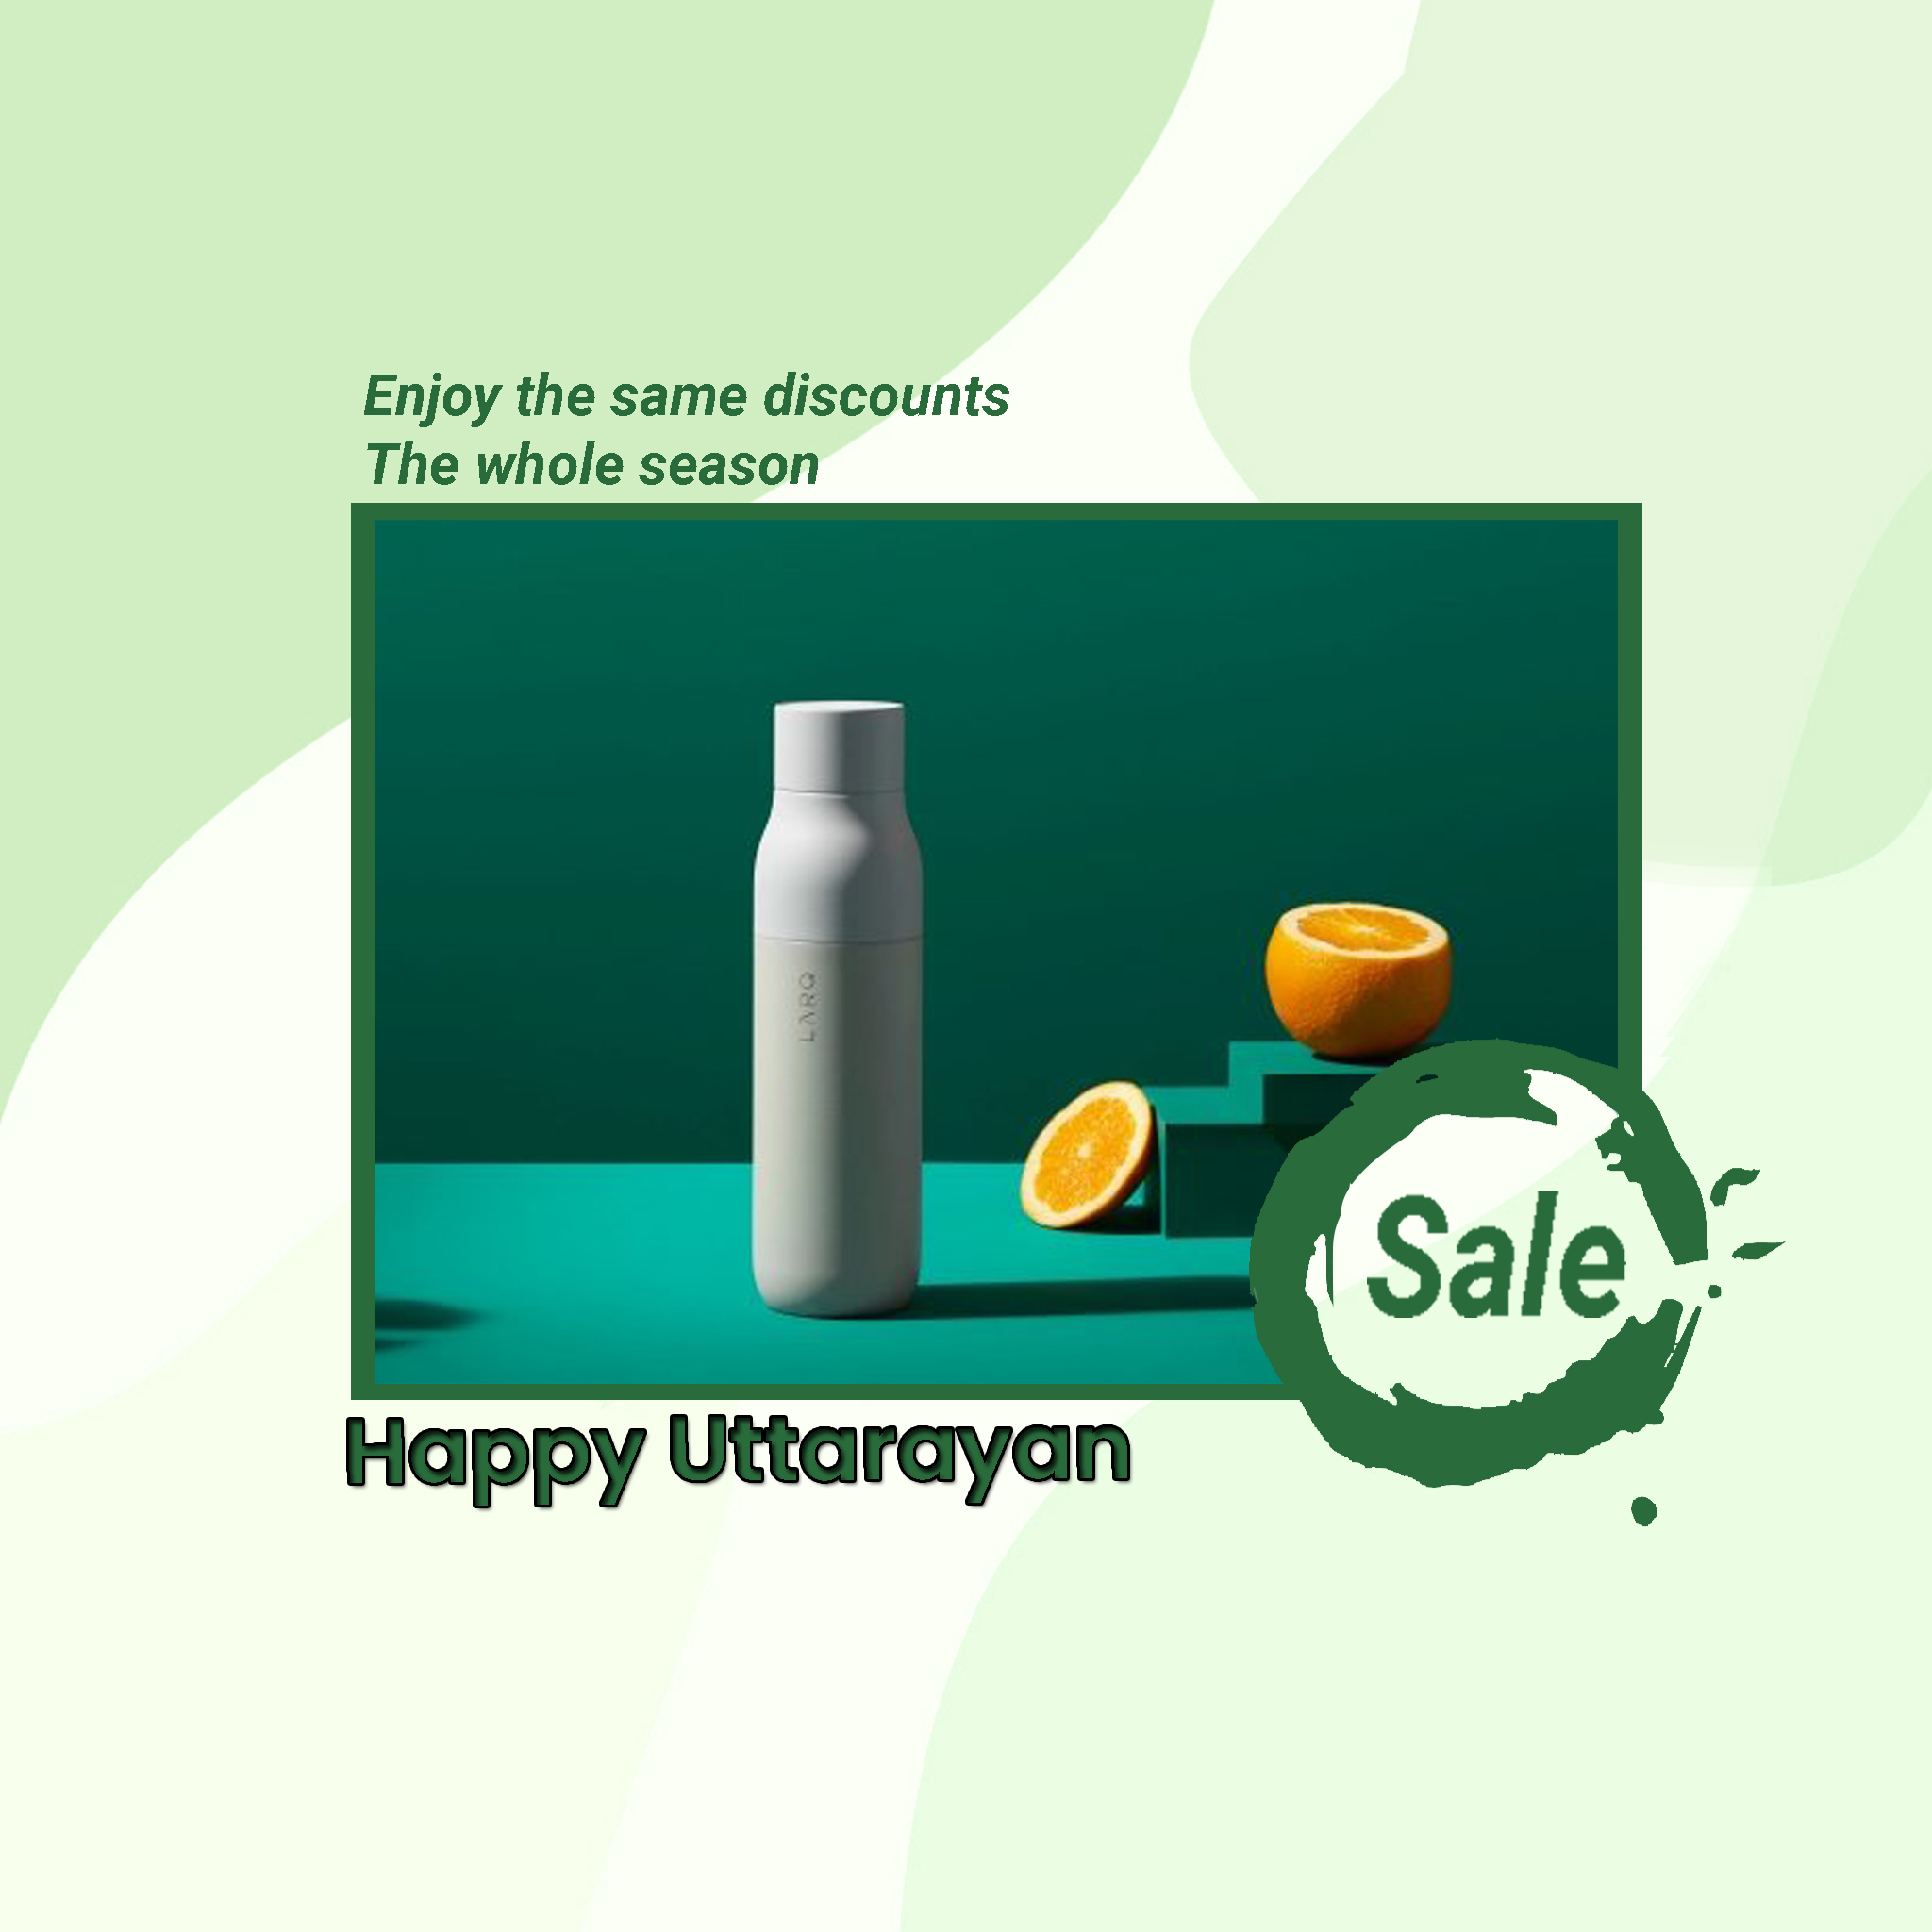 Enjoy the same discounts
The whole season
LARQ
Sale
Happy Uttarayan